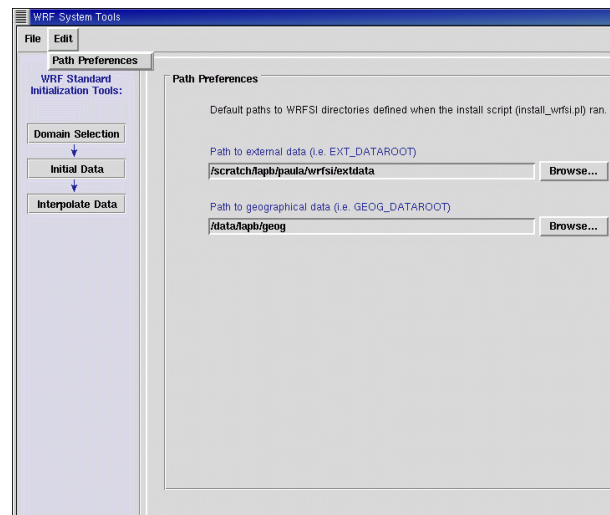 WRF System Tools
File Edit
Path Preferences
WRF Standard
Initialization Tools:
Domain Selection
Initial Data
Interpolate Data
Path Preferences
Default paths to WRFSI directories defined when the install script (install_wrfsi.pl) ran.
Path to external data (i.e. EXT_DATAROOT)
/scratch/lapb/paula/wrfsi/extdata Browse...
Path to geographical data (i.e. GEOG_DATAROOT)
/data/lapb/geog Browse...